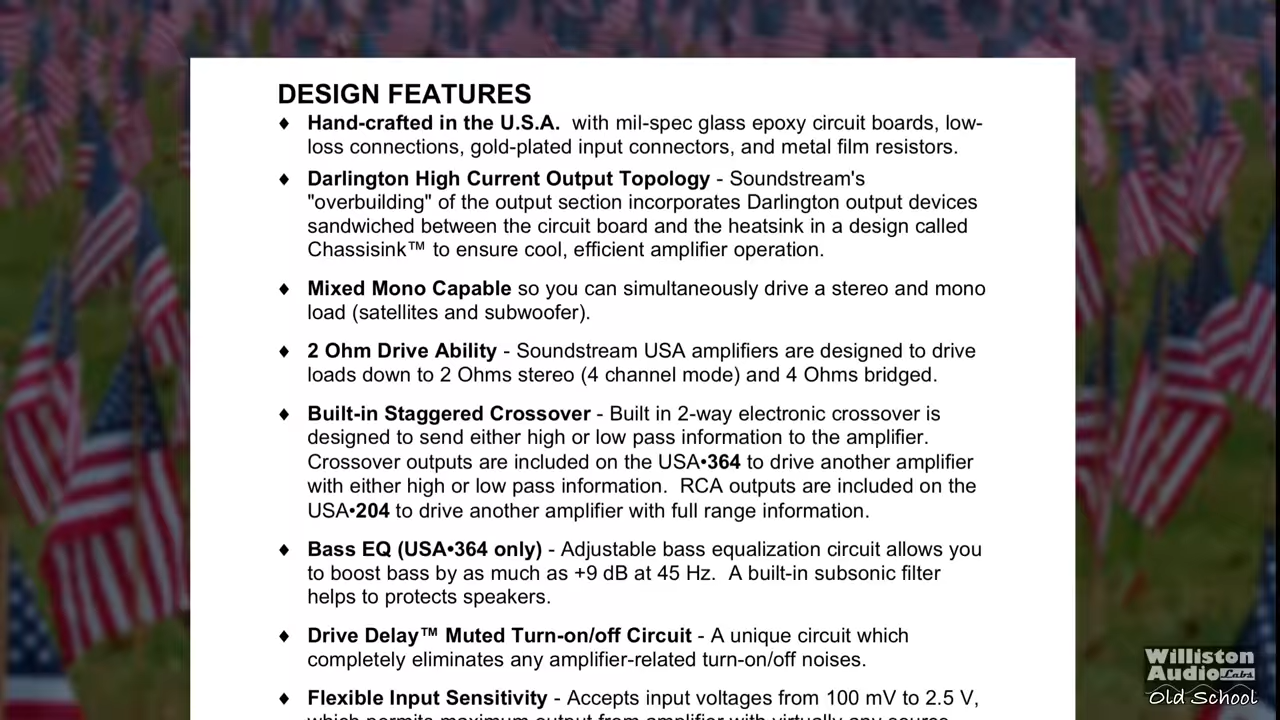 DESIGN FEATURES
♦ Hand-crafted in the U.S.A. with mil-spec glass epoxy circuit boards, low-
loss connections, gold-plated input connectors, and metal film resistors.
♦ Darlington High Current Output Topology - Soundstream's
"overbuilding" of the output section incorporates Darlington output devices
sandwiched between the circuit board and the heatsink in a design called
Chassisink™ to ensure cool, efficient amplifier operation.
♦ Mixed Mono Capable so you can simultaneously drive a stereo and mono
load (satellites and subwoofer).
♦ 2 Ohm Drive Ability - Soundstream USA amplifiers are designed to drive
loads down to 2 Ohms stereo (4 channel mode) and 4 Ohms bridged.
♦ Built-in Staggered Crossover - Built in 2-way electronic crossover is
designed to send either high or low pass information to the amplifier.
Crossover outputs are included on the USA•364 to drive another amplifier
with either high or low pass information. RCA outputs are included on the
USA•204 to drive another amplifier with full range information.
♦ Bass EQ (USA•364 only) - Adjustable bass equalization circuit allows you
to boost bass by as much as +9 dB at 45 Hz. A built-in subsonic filter
helps to protects speakers.
♦ Drive Delay™ Muted Turn-on/off Circuit - A unique circuit which
completely eliminates any amplifier-related turn-on/off noises.
♦ Flexible Input Sensitivity - Accepts input voltages from 100 mV to 2.5 V,
which permits maximum output from amplifier with virtually any source
Williston
Audio Labs
Old School